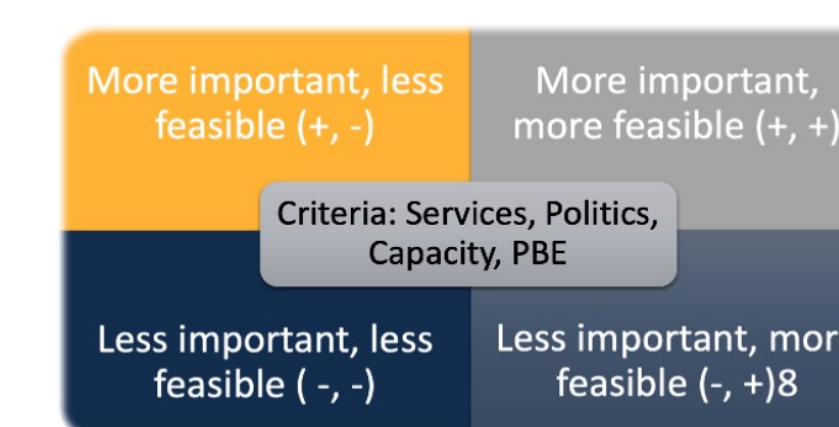 More important, less
feasible (+, -)
More important,
more feasible (+, +)
Criteria: Services, Politics,
Capacity, PBE
Less important, less
feasible ( -, -)
Less important, mor
feasible (-, +)8